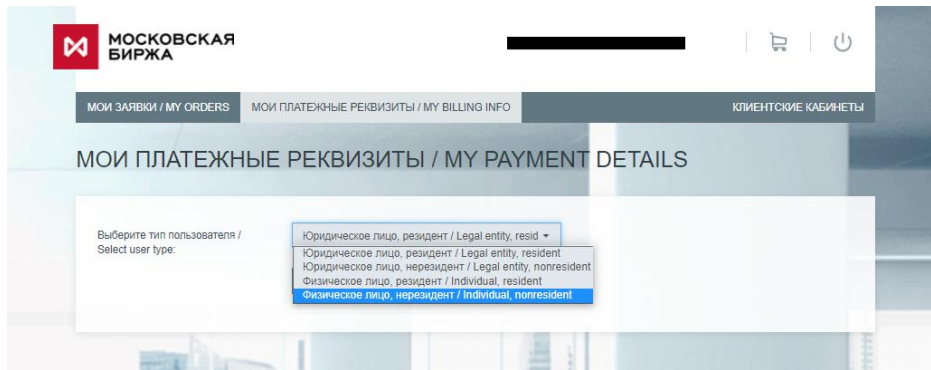 МОСКОВСКАЯ
БИРЖА
МОИ ЗАЯВКИ / MY ORDERS
МОИ ПЛАТЕЖНЫЕ РЕКВИЗИТЫ / MY BILLING INFO
КЛИЕНТСКИЕ КАБИНЕТЫ
МОИ ПЛАТЕЖНЫЕ РЕКВИЗИТЫ / MY PAYMENT DETAILS
Выберите тип пользователя /
Select user type:
Юридическое лицо, резидент / Legal entity, resid
Юридическое лицо, резидент / Legal entity, resident
Юридическое лицо, нерезидент / Legal entity, nonresident
Физическое лицо, резидент / Individual, resident
Физическое лицо, нерезидент / Individual, nonresident